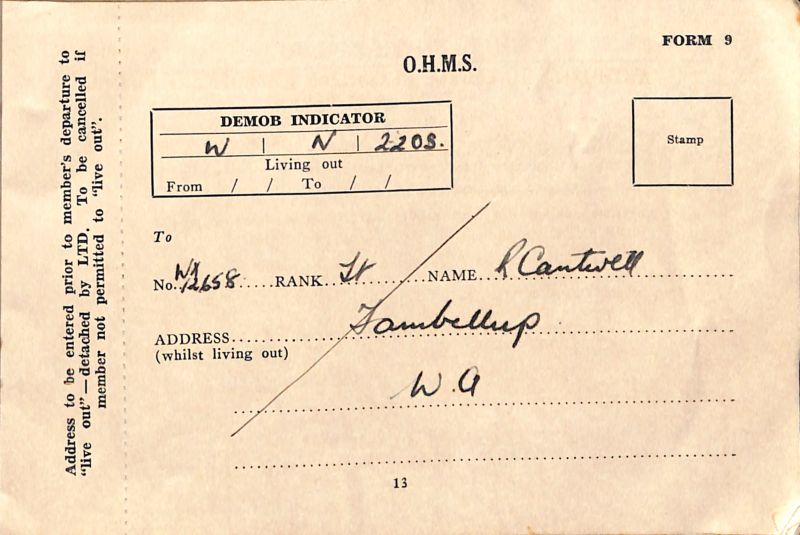 FORM 9
O.H.M.S.
DEMOB INDICATOR
W | N | 220S.
Living out
From / / To / /
Stamp
To
No. WX12658 RANK Lt NAME R Cantwell
ADDRESS Tambellup
(whilst living out)
W. A
13
Address to be entered prior to member's departure to
"live out"—detached by LTD. To be cancelled if
member not permitted to "live out".